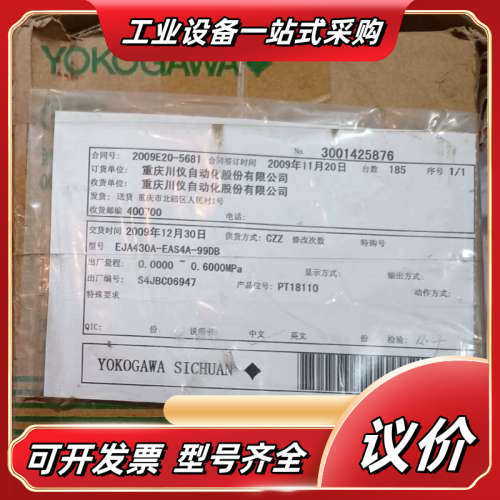 工业设备一站式采购
YOKOGAWA
No. 3001425876
合同号: 2009E20-5681 合同签订时间 2009年11月20日 台数 185 序号 1/1
订货单位: 重庆川仪自动化股份有限公司
收货单位: 重庆川仪自动化股份有限公司
发货: 送货 重庆市北碚区人民村1号
收货邮编 400700 电话:
交货时间 2009年12月30日 供货方式: CZZ 修改次数 特购号
型号 EJA430A-EAS4A-99DB
出厂量程: 0.0000 ~ 0.6000MPa 显示方式: 输出方式:
出厂编号: S4JBC06947 产品位号: PT18110 动作方式:
特殊要求
QIC: 份 说明书: 中文 英文 份 检验:
YOKOGAWA SICHUAN
可开发票 型号齐全
议价